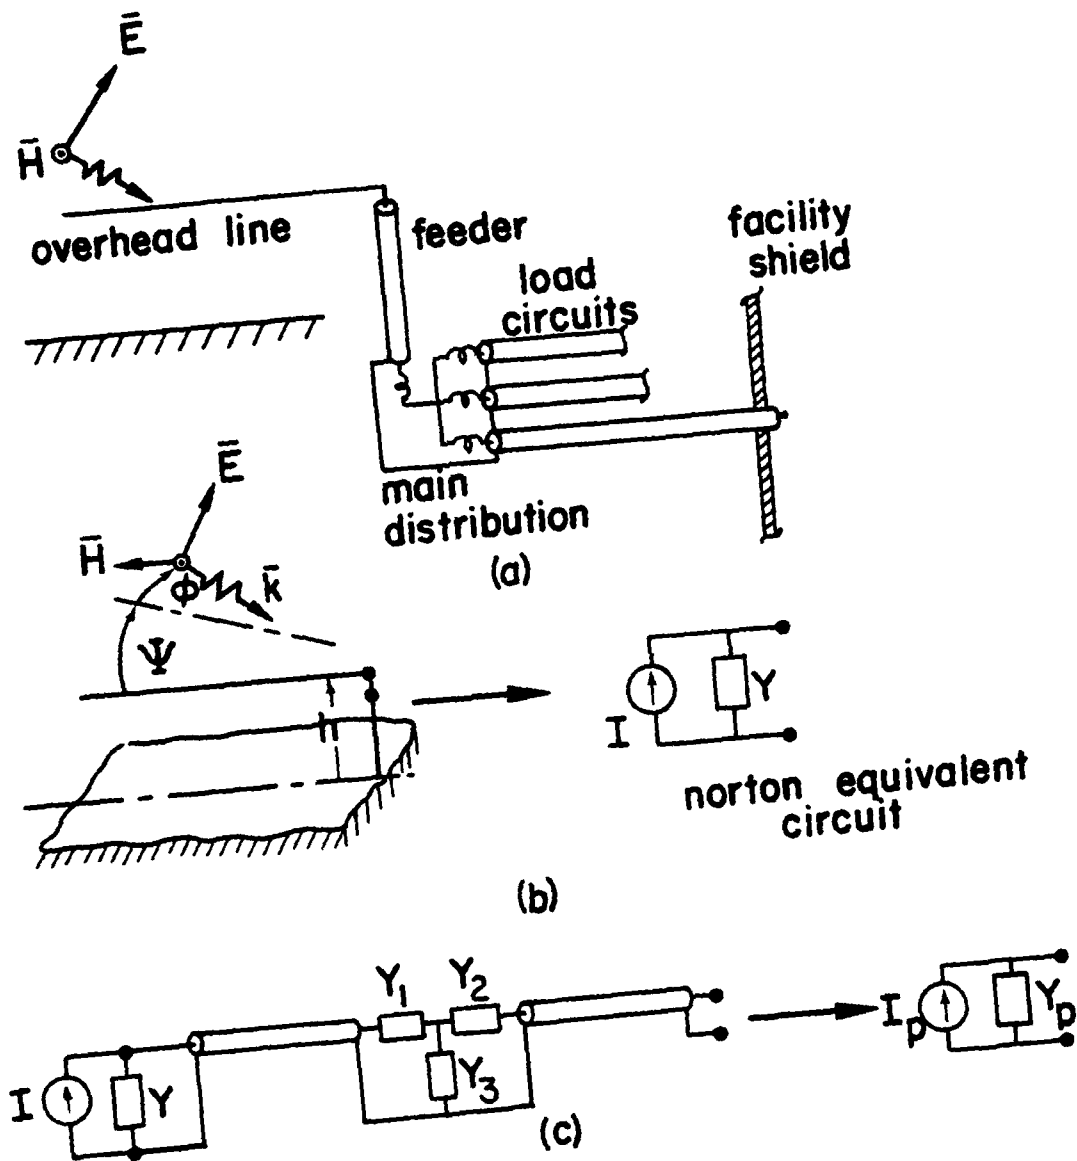 Ē
H̄
overhead line
feeder
facility
shield
load
circuits
main
distribution
(a)
Ē
H̄
ϕ
k̄
Ψ
h
I
Y
norton equivalent
circuit
(b)
Y₁
Y₂
Y₃
I
Y
Iₚ
Yₚ
(c)